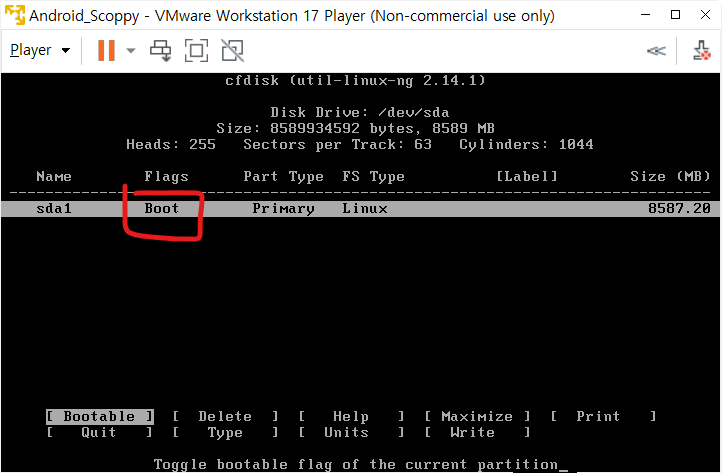 Android_Scoppy - VMware Workstation 17 Player (Non-commercial use only)
Player
cfdisk (util-linux-ng 2.14.1)
Disk Drive: /dev/sda
Size: 8589934592 bytes, 8589 MB
Heads: 255 Sectors per Track: 63 Cylinders: 1044
Name Flags Part Type FS Type [Label] Size (MB)
sda1 Boot Primary Linux 8587.20
[ Bootable ] [ Delete ] [ Help ] [ Maximize ] [ Print ]
[ Quit ] [ Type ] [ Units ] [ Write ]
Toggle bootable flag of the current partition_